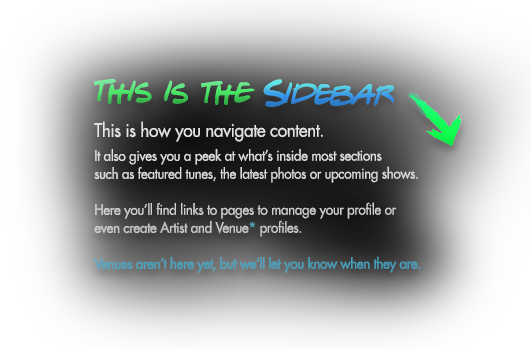 This is the Sidebar
This is how you navigate content.
It also gives you a peek at what's inside most sections
such as featured tunes, the latest photos or upcoming shows.
Here you'll find links to pages to manage your profile or
even create Artist and Venue* profiles.
Venues aren't here yet, but we'll let you know when they are.